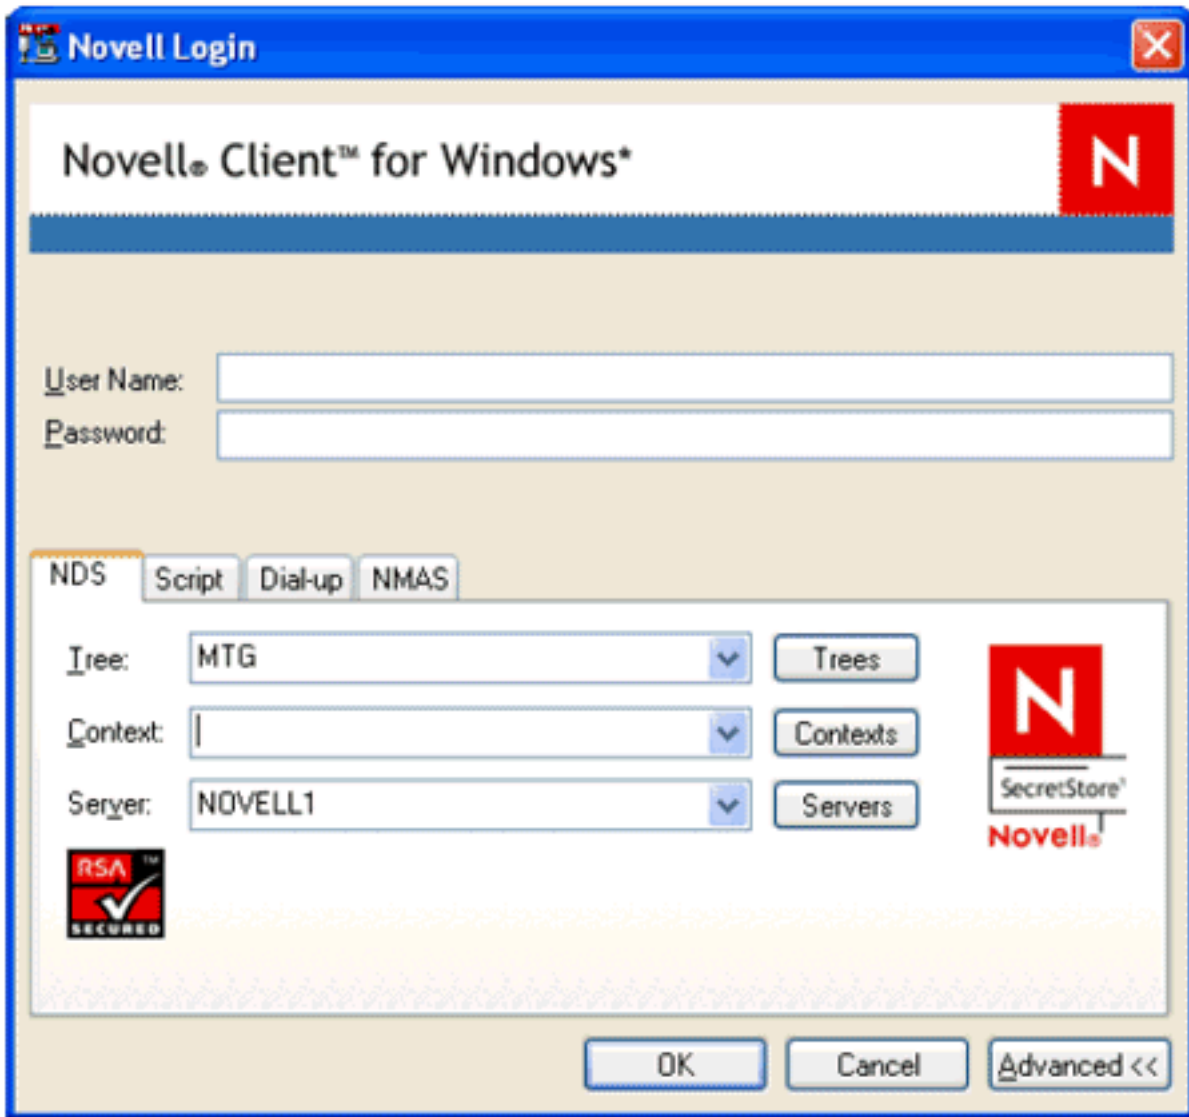 Novell Login
Novell® Client™ for Windows*
N
User Name:
Password:
NDS Script Dial-up NMAS
Tree: MTG Trees
Context: Contexts
Server: NOVELL1 Servers
N
SecretStore
Novell®
RSA ™
SECURED
OK Cancel Advanced <<